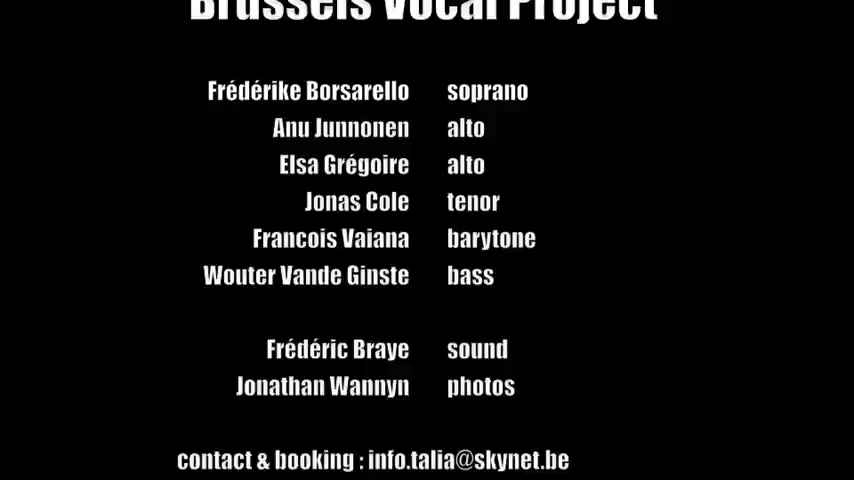 Brussels Vocal Project
Frédérike Borsarello soprano
Anu Junnonen alto
Elsa Grégoire alto
Jonas Cole tenor
Francois Vaiana barytone
Wouter Vande Ginste bass
Frédéric Braye sound
Jonathan Wannyn photos
contact & booking : info.talia@skynet.be